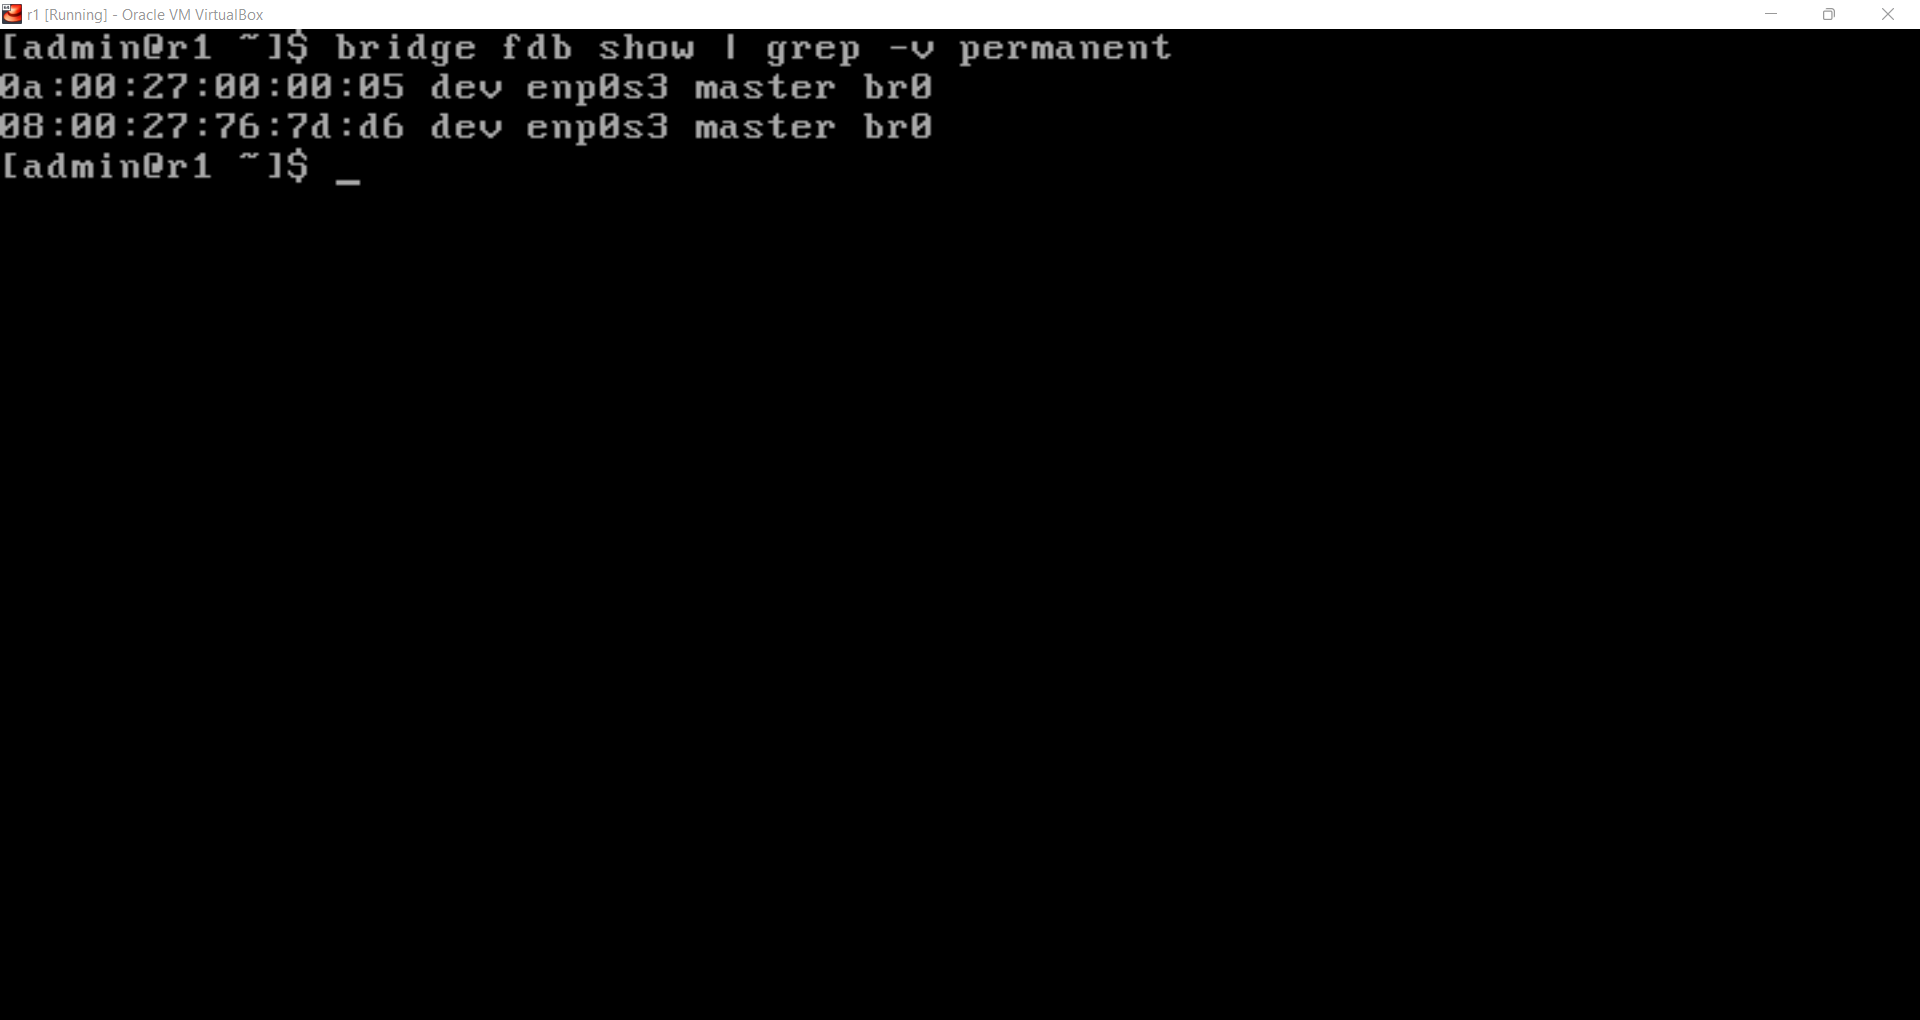 r1 [Running] - Oracle VM VirtualBox
[admin@r1 ~]$ bridge fdb show | grep -v permanent
0a:00:27:00:00:05 dev enp0s3 master br0
08:00:27:76:7d:d6 dev enp0s3 master br0
[admin@r1 ~]$ _